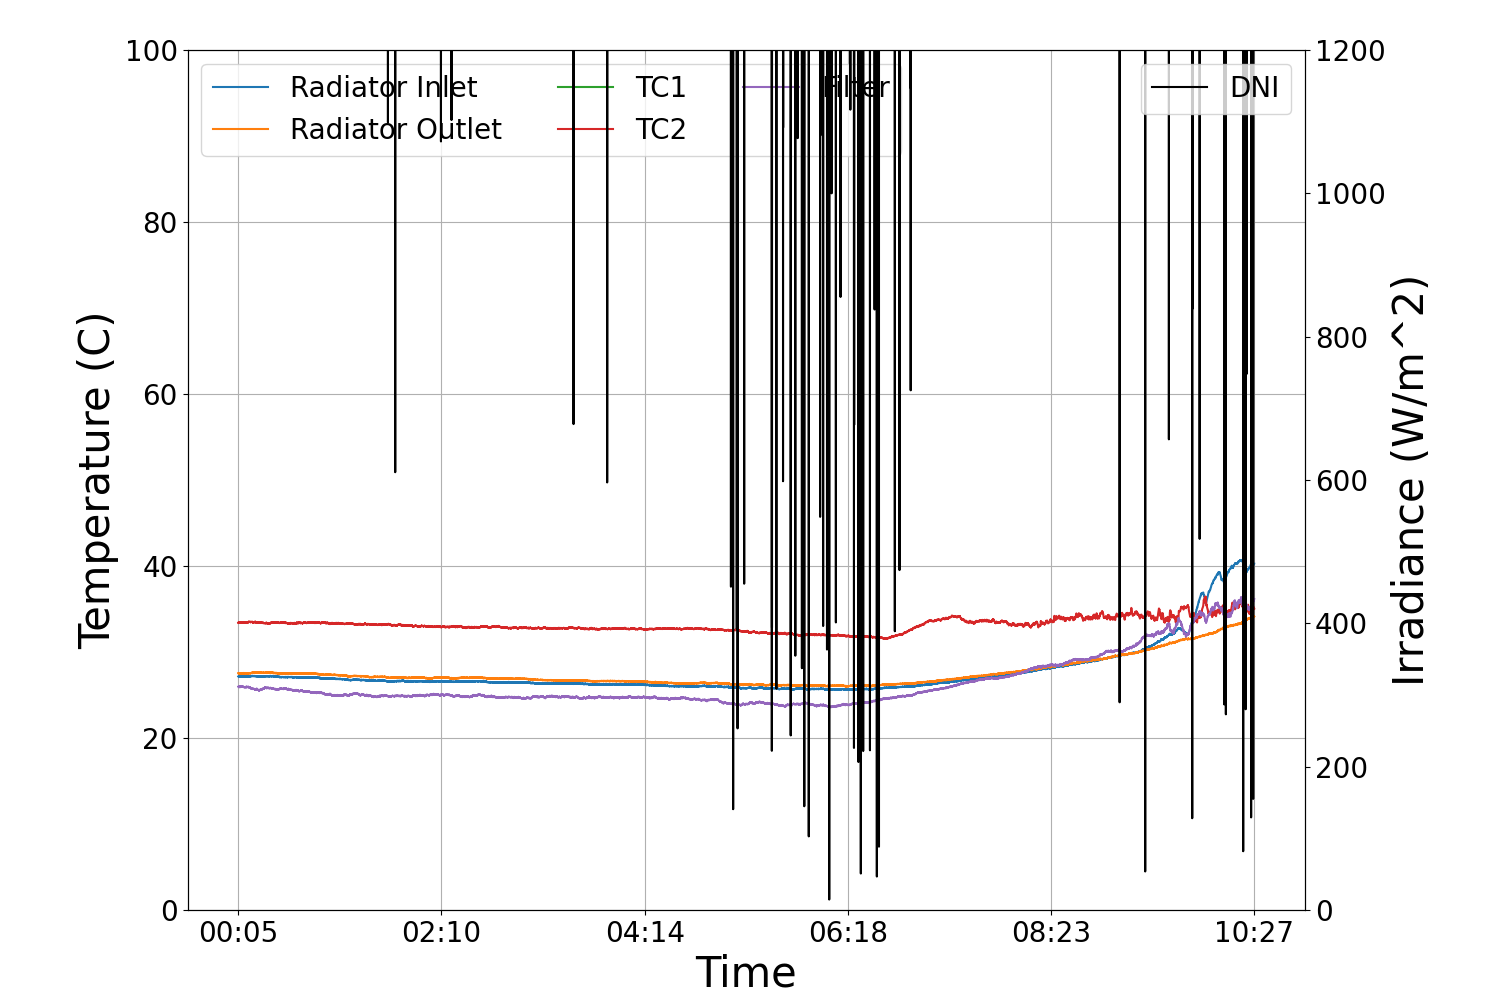 100
80
60
40
20
0
Temperature (C)
Radiator Inlet
Radiator Outlet
TC1
TC2
Filter
DNI
1200
1000
800
600
400
200
0
Irradiance (W/m^2)
00:05 02:10 04:14 06:18 08:23 10:27
Time